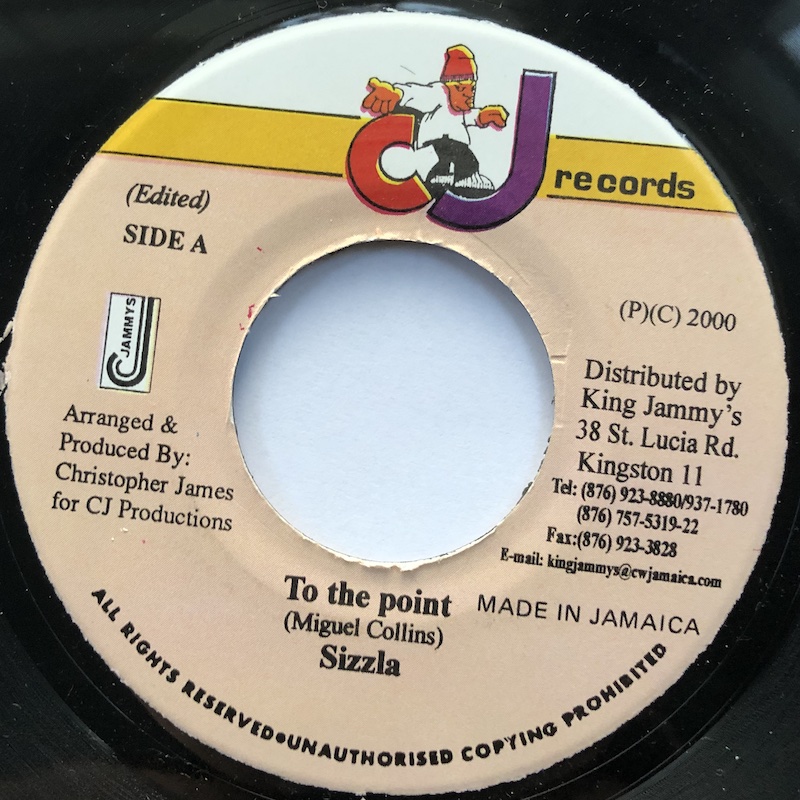 CJ
records
(Edited)
SIDE A
JAMMYS
(P)(C) 2000
Distributed by
King Jammy's
38 St. Lucia Rd.
Kingston 11
Tel: (876) 923-8880/937-1780
(876) 757-5319-22
Fax:(876) 923-3828
E-mail: kingjammys@cwjamaica.com
Arranged &
Produced By:
Christopher James
for CJ Productions
To the point
(Miguel Collins)
Sizzla
MADE IN JAMAICA
ALL RIGHTS RESERVED•UNAUTHORISED COPYING PROHIBITED